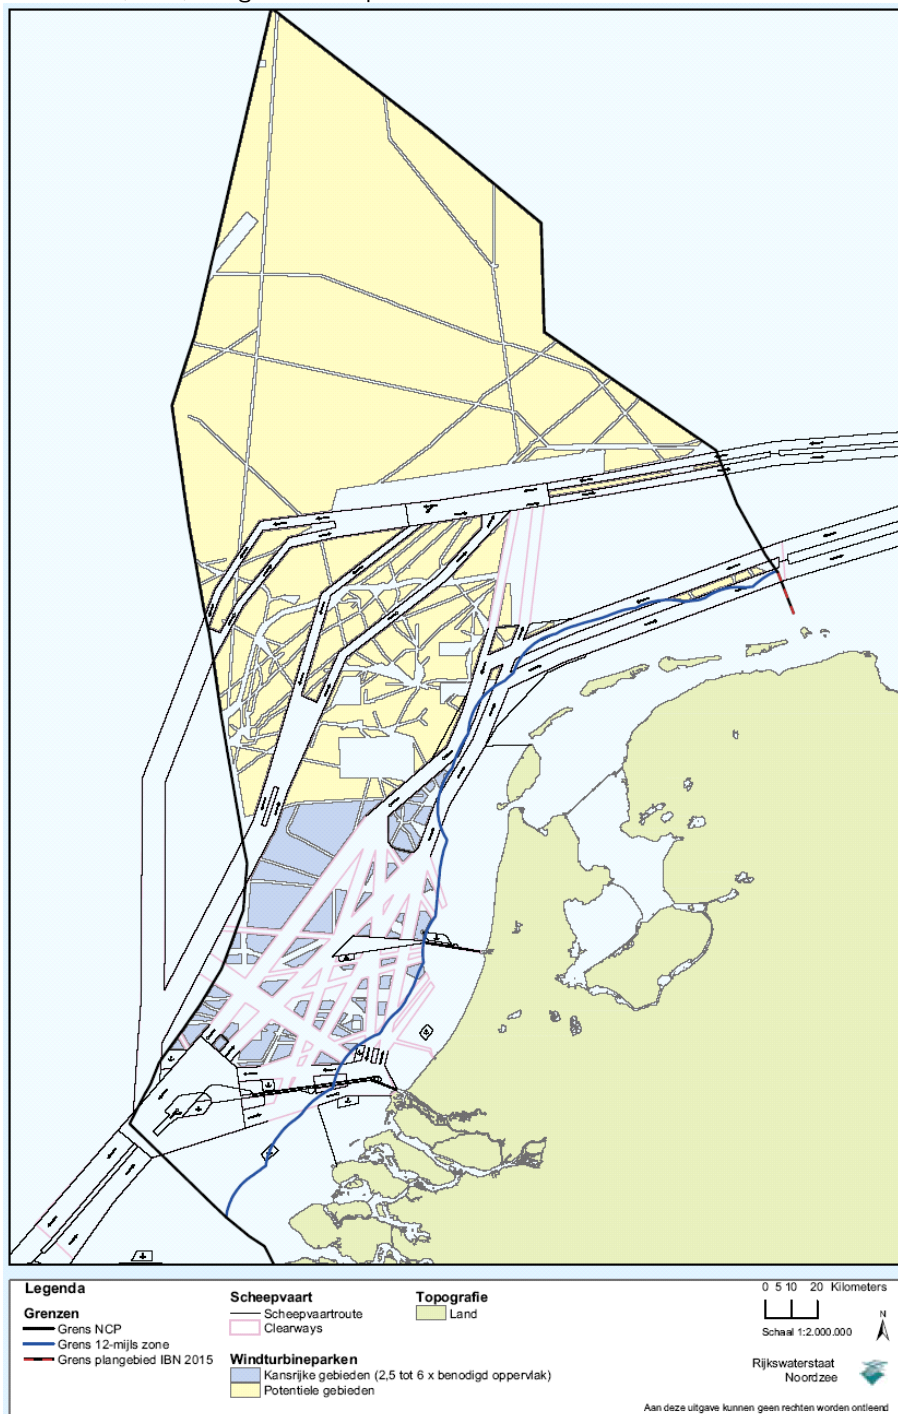 Legenda
Grenzen
Grens NCP
Grens 12-mijls zone
Grens plangebied IBN 2015
Scheepvaart
Scheepvaartroute
Clearways
Windturbineparken
Kansrijke gebieden (2,5 tot 6 x benodigd oppervlak)
Potentiele gebieden
Topografie
Land
0 5 10 20 Kilometers
Schaal 1:2.000.000
N
Rijkswaterstaat
Noordzee
Aan deze uitgave kunnen geen rechten worden ontleend